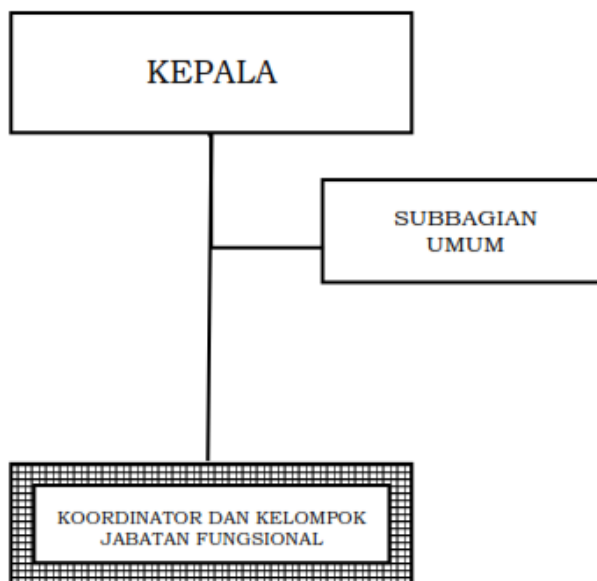 KEPALA
SUBBAGIAN
UMUM
KOORDINATOR DAN KELOMPOK
JABATAN FUNGSIONAL